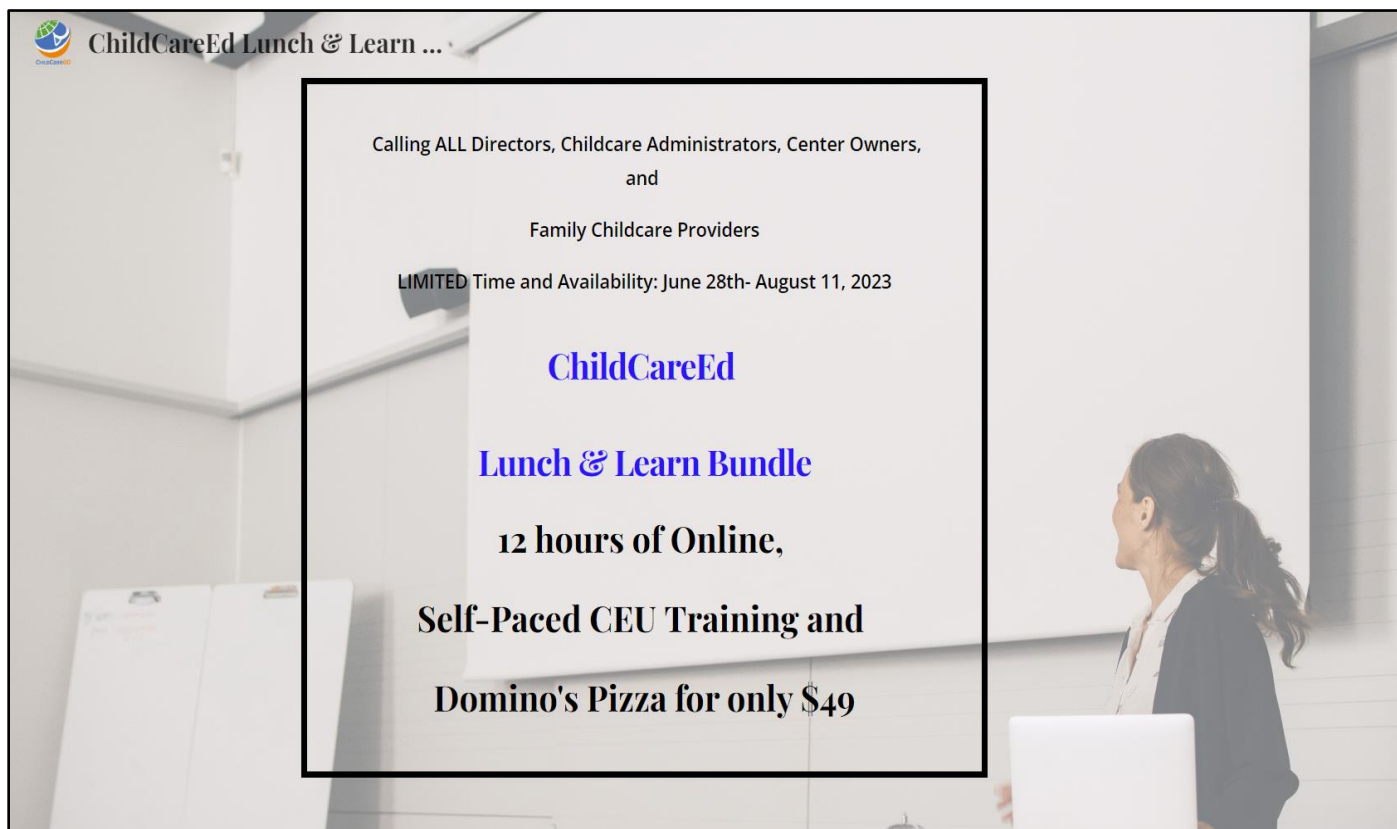 ChildCareEd
ChildCareEd Lunch & Learn ...
Calling ALL Directors, Childcare Administrators, Center Owners,
and
Family Childcare Providers
LIMITED Time and Availability: June 28th- August 11, 2023
ChildCareEd
Lunch & Learn Bundle
12 hours of Online,
Self-Paced CEU Training and
Domino's Pizza for only $49